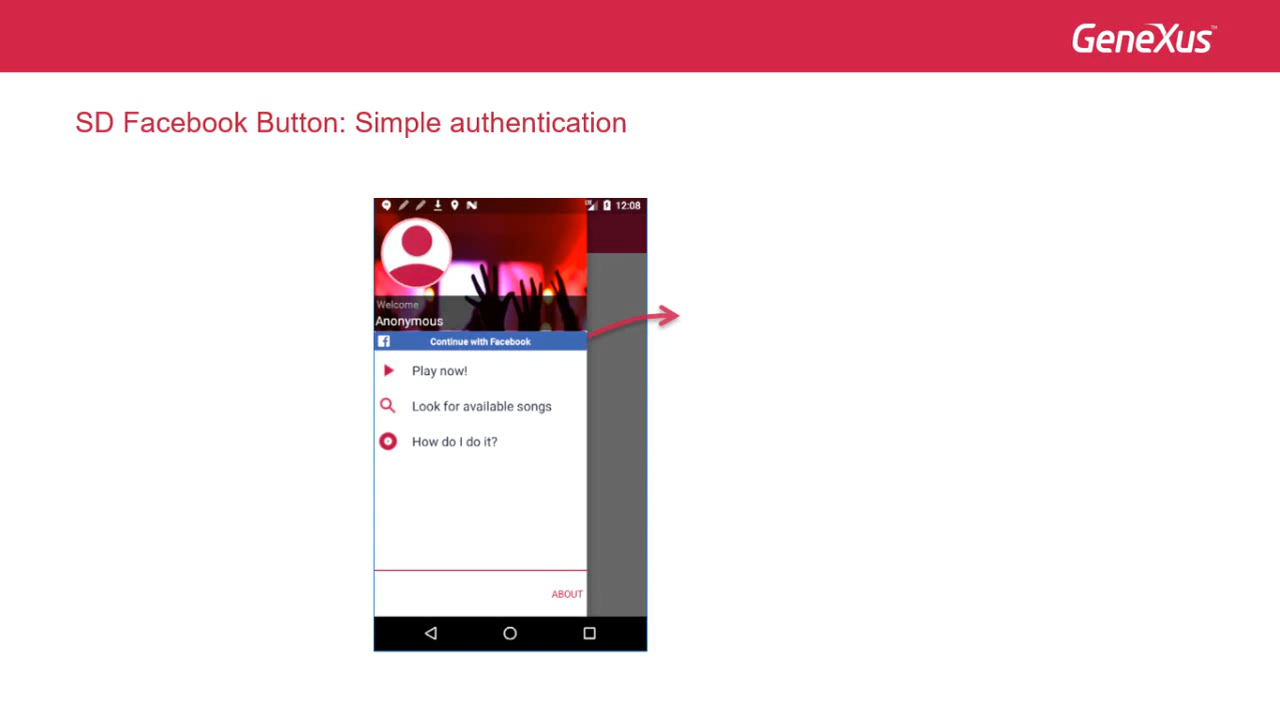 GeneXus™
SD Facebook Button: Simple authentication
12:08
Welcome
Anonymous
Continue with Facebook
Play now!
Look for available songs
How do I do it?
ABOUT